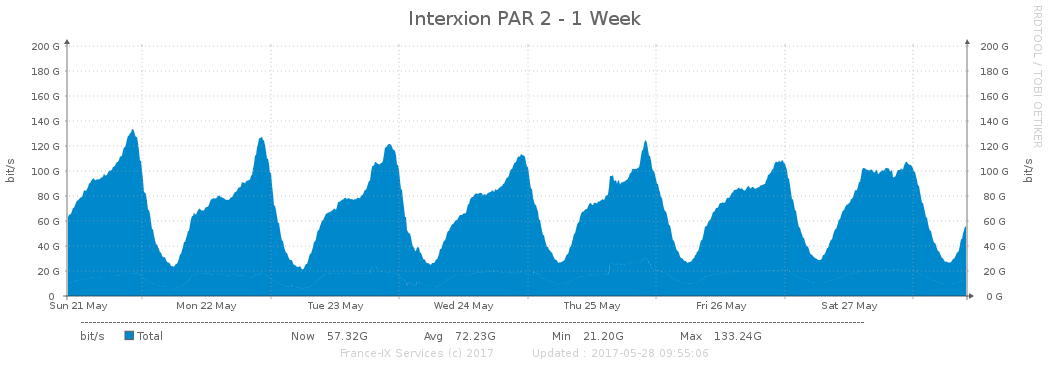 Interxion PAR 2 - 1 Week
RRDTOOL / TOBI OETIKER
bit/s
200 G 200 G
180 G 180 G
160 G 160 G
140 G 140 G
120 G 120 G
100 G 100 G
80 G 80 G
60 G 60 G
40 G 40 G
20 G 20 G
0 0 G
bit/s
Sun 21 May Mon 22 May Tue 23 May Wed 24 May Thu 25 May Fri 26 May Sat 27 May
bit/s Total Now 57.32G Avg 72.23G Min 21.20G Max 133.24G
France-IX Services (c) 2017 Updated : 2017-05-28 09:55:06